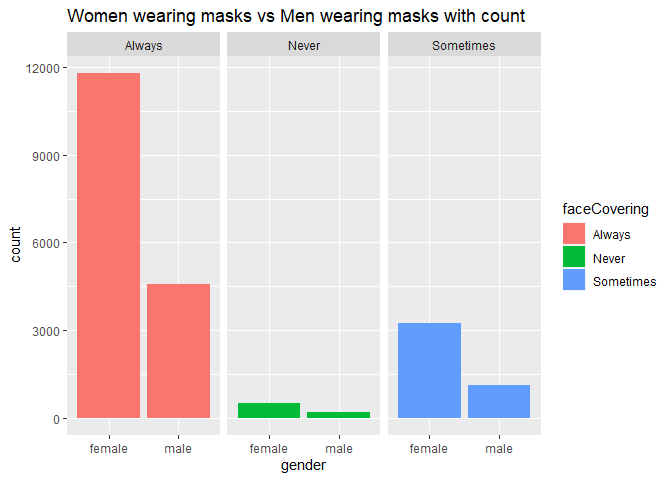 Women wearing masks vs Men wearing masks with count
Always
Never
Sometimes
12000
9000
6000
3000
0
count
female
male
female
male
female
male
gender
faceCovering
Always
Never
Sometimes